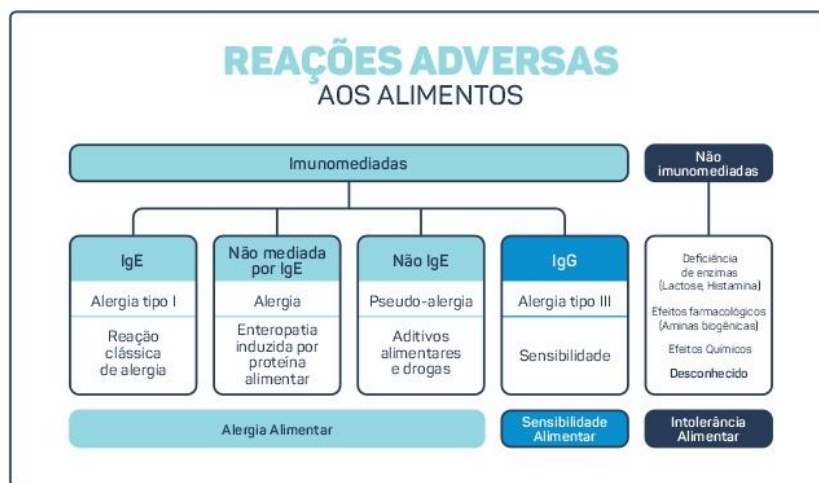 REAÇÕES ADVERSAS
AOS ALIMENTOS
Imunomediadas
Não
imunomediadas
IgE
Alergia tipo I
Reação
clássica
de alergia
Não mediada
por IgE
Alergia
Enteropatia
induzida por
proteína
alimentar
Não IgE
Pseudo-alergia
Aditivos
alimentares
e drogas
IgG
Alergia tipo III
Sensibilidade
Deficiência
de enzimas
(Lactose, Histamina)
Efeitos farmacológicos
(Aminas biogênicas)
Efeitos Químicos
Desconhecido
Alergia Alimentar
Sensibilidade
Alimentar
Intolerância
Alimentar